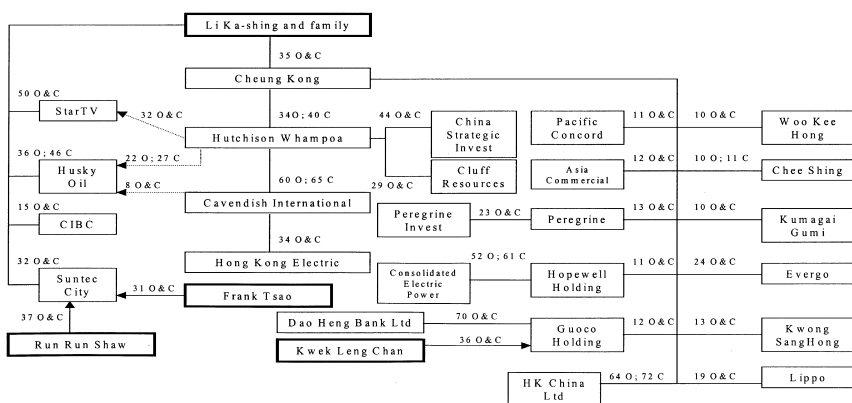 Li Ka-shing and family
35 O & C
Cheung Kong
50 O & C
StarTV
32 O & C
34O ; 40 C
Hutchison Whampoa
44 O & C
China
Strategic
Invest
Cluff
Resources
29 O & C
36 O ; 46 C
Husky
Oil
22 O ; 27 C
8 O & C
60 O ; 65 C
Cavendish International
15 O & C
CIBC
34 O & C
Hong Kong Electric
32 O & C
Suntec
City
31 O & C
Frank Tsao
37 O & C
Run Run Shaw
Pacific
Concord
11 O & C
10 O & C
Woo Kee
Hong
Asia
Commercial
12 O & C
10 O ; 11 C
Chee Shing
Peregrine
Invest
23 O & C
Peregrine
13 O & C
10 O & C
Kumagai
Gumi
Consolidated
Electric
Power
52 O ; 61 C
Hopewell
Holding
11 O & C
24 O & C
Evergo
Dao Heng Bank Ltd
70 O & C
Kwek Leng Chan
36 O & C
Guoco
Holding
12 O & C
13 O & C
Kwong
SangHong
HK China
Ltd
64 O ; 72 C
19 O & C
Lippo